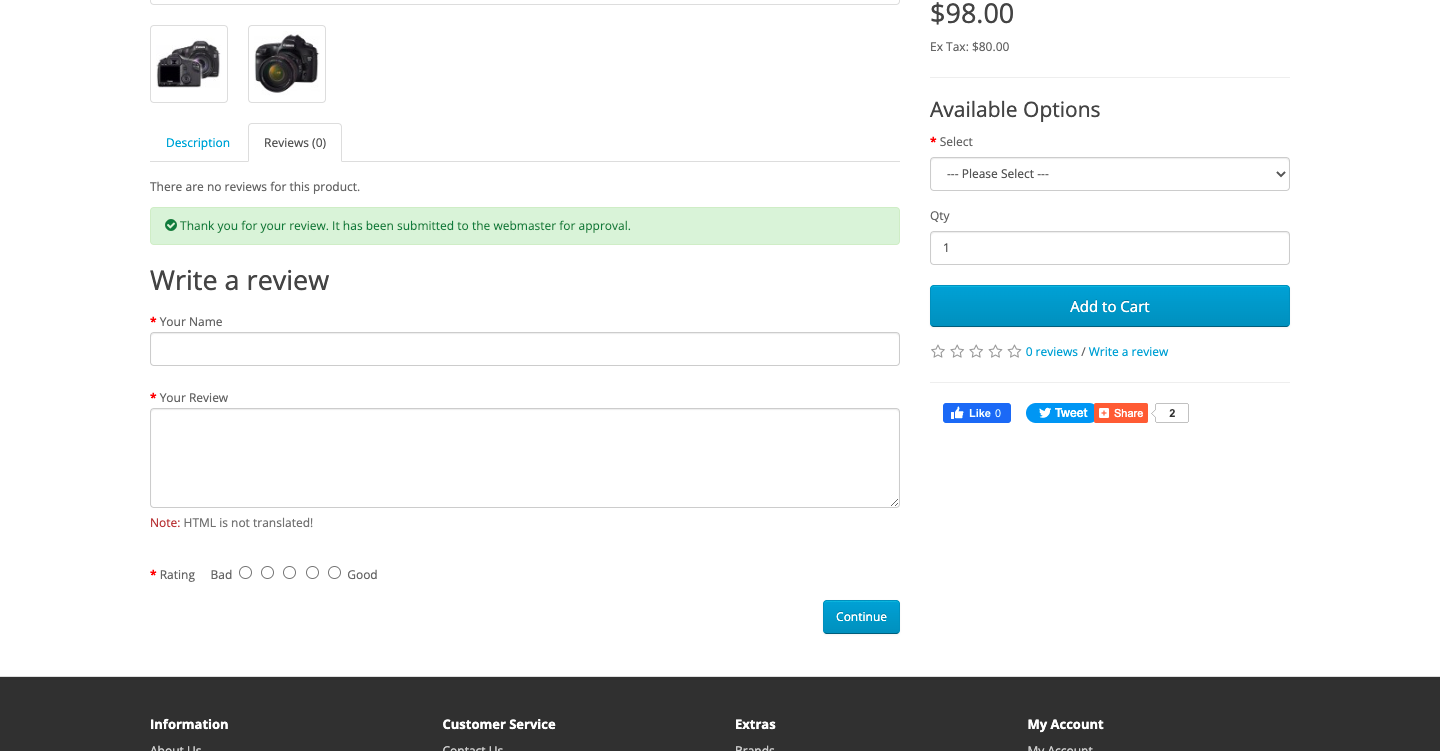 $98.00
Ex Tax: $80.00
Description
Reviews (0)
There are no reviews for this product.
Thank you for your review. It has been submitted to the webmaster for approval.
Write a review
* Your Name
* Your Review
Note: HTML is not translated!
* Rating Bad Good
Continue
Available Options
* Select
--- Please Select ---
Qty
1
Add to Cart
0 reviews / Write a review
Like 0
Tweet
Share
2
Information
Customer Service
Extras
My Account
About Us
Contact Us
Brands
My Account